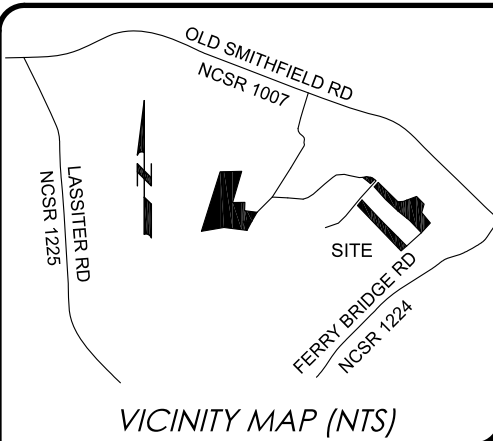 OLD SMITHFIELD RD
NCSR 1007
N
LASSITER RD
NCSR 1225
SITE
FERRY BRIDGE RD
NCSR 1224
VICINITY MAP (NTS)